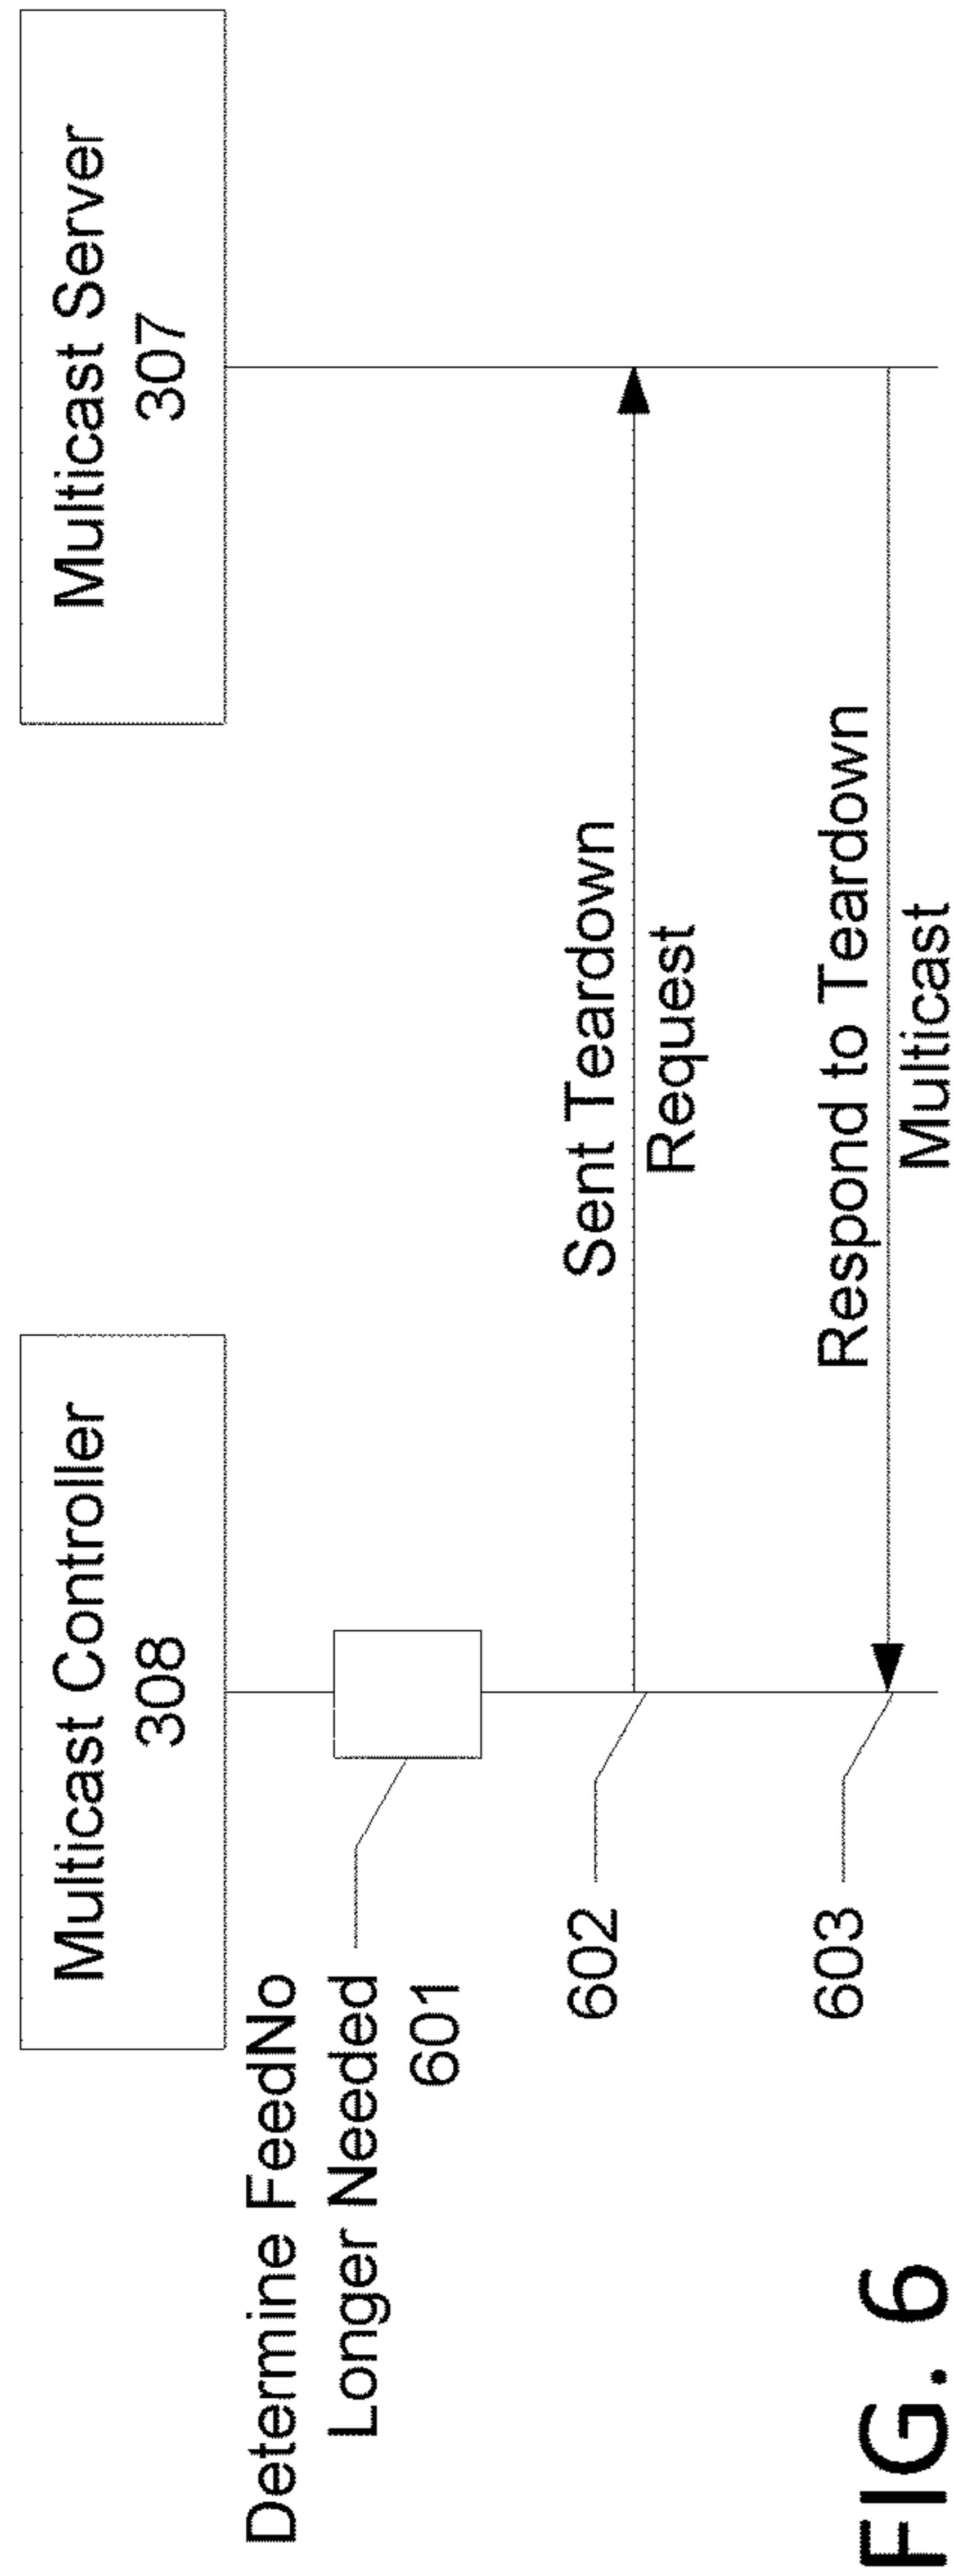 Multicast Controller
308
Multicast Server
307
Determine FeedNo
Longer Needed
601
Sent Teardown
Request
602
Respond to Teardown
Multicast
603
FIG. 6